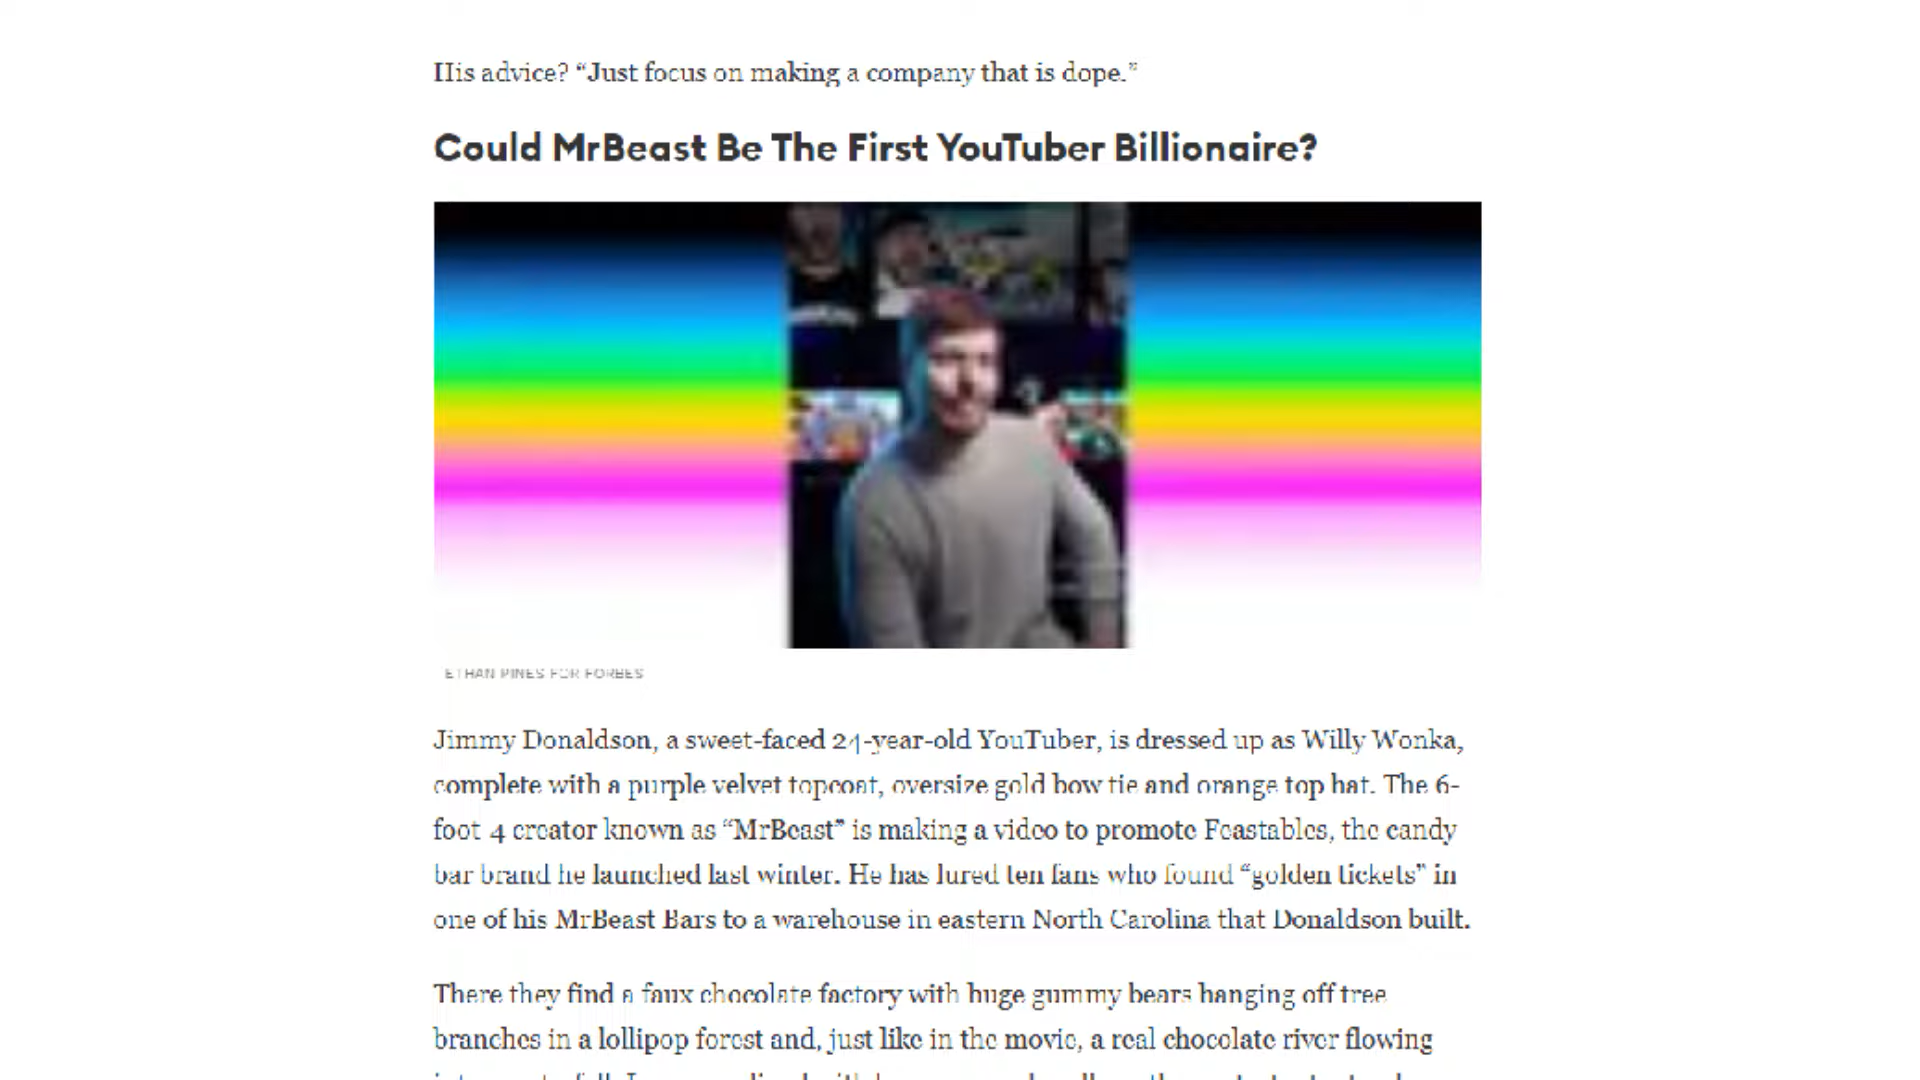 His advice? “Just focus on making a company that is dope.”
Could MrBeast Be The First YouTuber Billionaire?
ETHAN PINES FOR FORBES
Jimmy Donaldson, a sweet-faced 24-year-old YouTuber, is dressed up as Willy Wonka,
complete with a purple velvet topcoat, oversize gold bow tie and orange top hat. The 6-
foot-4 creator known as “MrBeast” is making a video to promote Feastables, the candy
bar brand he launched last winter. He has lured ten fans who found “golden tickets” in
one of his MrBeast Bars to a warehouse in eastern North Carolina that Donaldson built.
There they find a faux chocolate factory with huge gummy bears hanging off tree
branches in a lollipop forest and, just like in the movie, a real chocolate river flowing